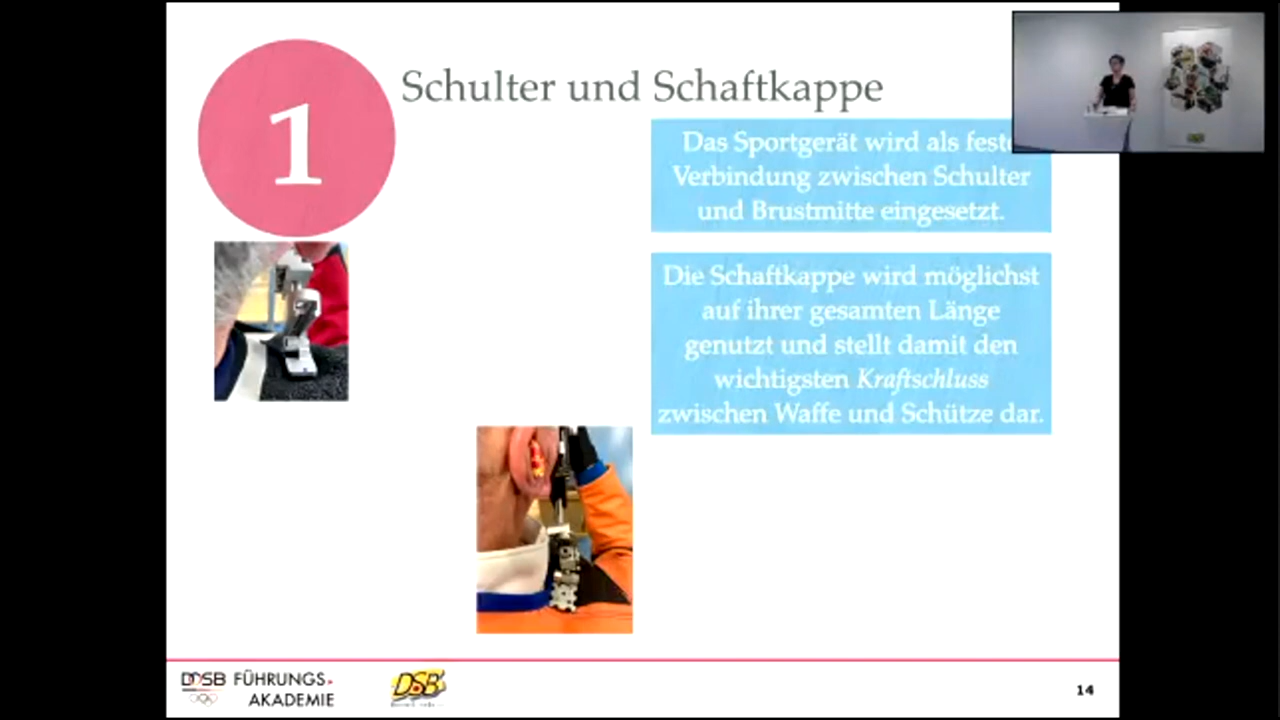 1
Schulter und Schaftkappe
Das Sportgerät wird als feste
Verbindung zwischen Schulter
und Brustmitte eingesetzt.
Die Schaftkappe wird möglichst
auf ihrer gesamten Länge
genutzt und stellt damit den
wichtigsten Kraftschluss
zwischen Waffe und Schütze dar.
DOSB FÜHRUNGS
AKADEMIE
DSB
14
DSB